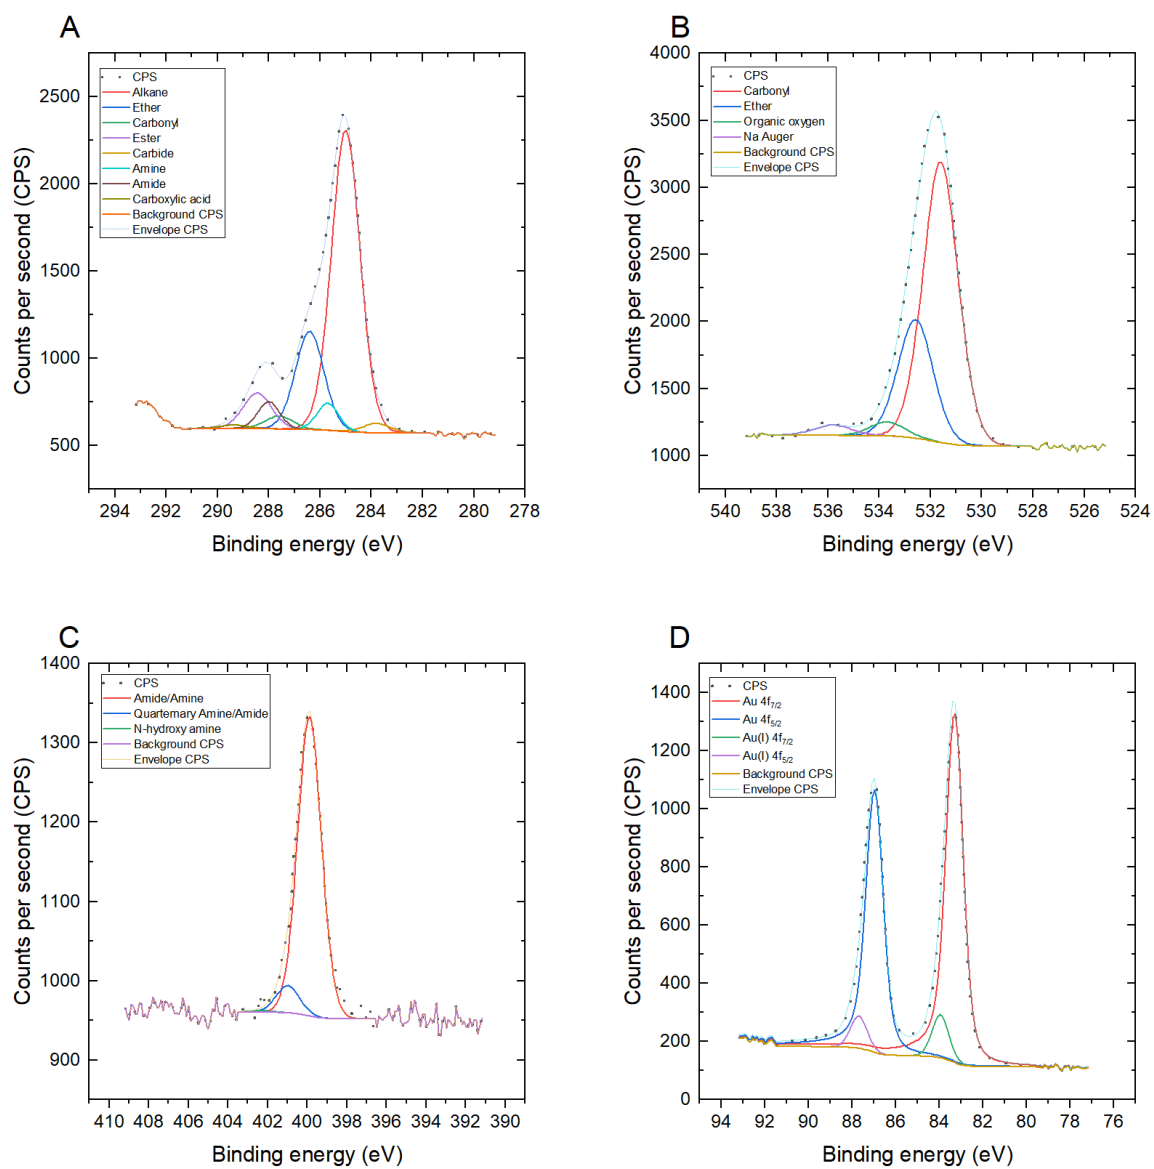 A
2500
2000
1500
1000
500
Counts per second (CPS)
CPS
Alkane
Ether
Carbonyl
Ester
Carbide
Amine
Amide
Carboxylic acid
Background CPS
Envelope CPS
294 292 290 288 286 284 282 280 278
Binding energy (eV)
B
4000
3500
3000
2500
2000
1500
1000
Counts per second (CPS)
CPS
Carbonyl
Ether
Organic oxygen
Na Auger
Background CPS
Envelope CPS
540 538 536 534 532 530 528 526 524
Binding energy (eV)
C
1400
1300
1200
1100
1000
900
Counts per second (CPS)
CPS
Amide/Amine
Quarternary Amine/Amide
N-hydroxy amine
Background CPS
Envelope CPS
410 408 406 404 402 400 398 396 394 392 390
Binding energy (eV)
D
1400
1200
1000
800
600
400
200
0
Counts per second (CPS)
CPS
Au 4f7/2
Au 4f5/2
Au(I) 4f7/2
Au(I) 4f5/2
Background CPS
Envelope CPS
94 92 90 88 86 84 82 80 78 76
Binding energy (eV)